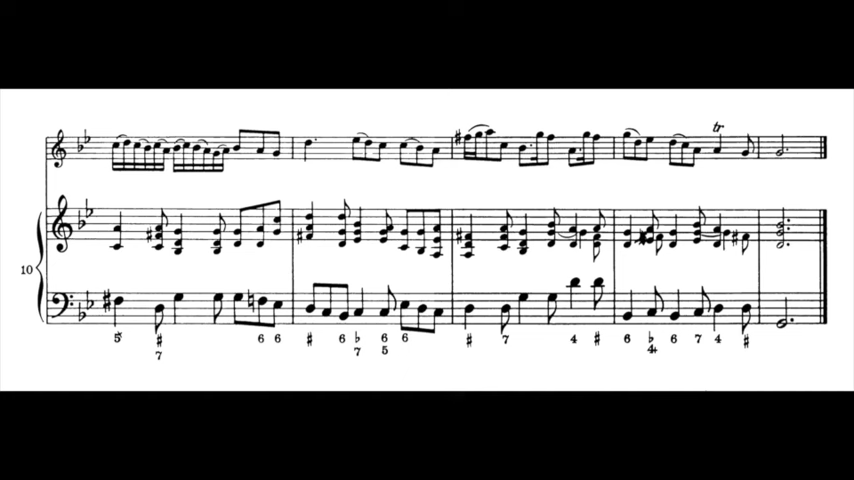 tr
10
5 ♯ 6 6 ♯ 6 ♭ 6 6 ♯ 7 4 ♯ 6 ♭ 6 7 4 ♯
7 7 5 4+